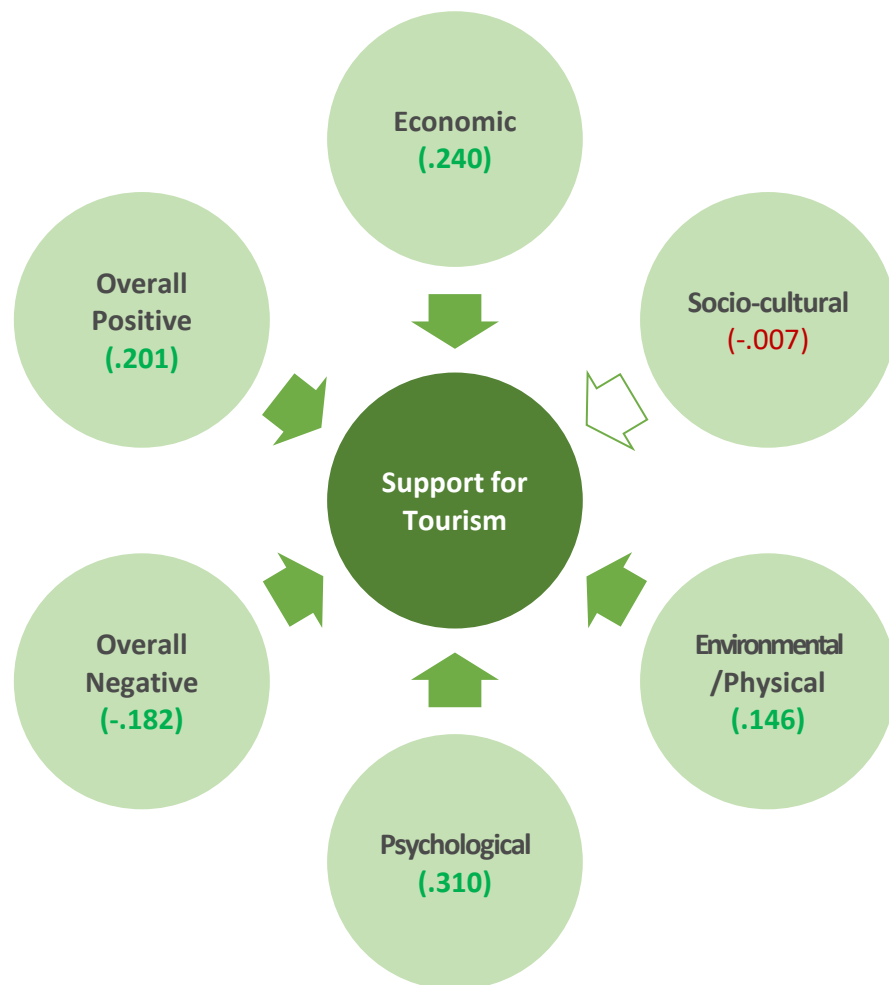 Economic
(.240)
Overall
Positive
(.201)
Socio-cultural
(-.007)
Support for
Tourism
Overall
Negative
(-.182)
Environmental
/Physical
(.146)
Psychological
(.310)